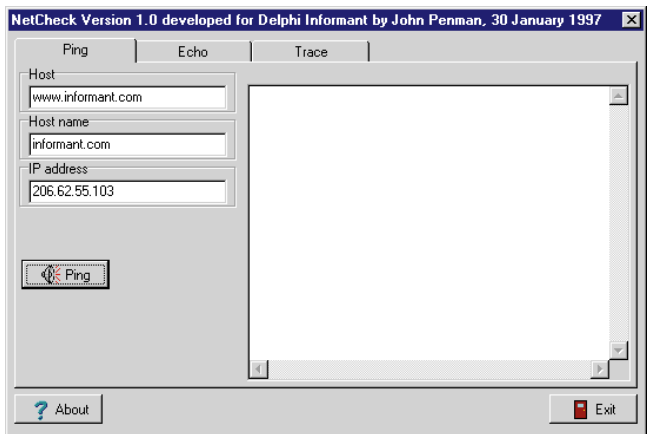 NetCheck Version 1.0 developed for Delphi Informant by John Penman, 30 January 1997
Ping Echo Trace
Host
www.informant.com
Host name
informant.com
IP address
206.62.55.103
Ping
About Exit